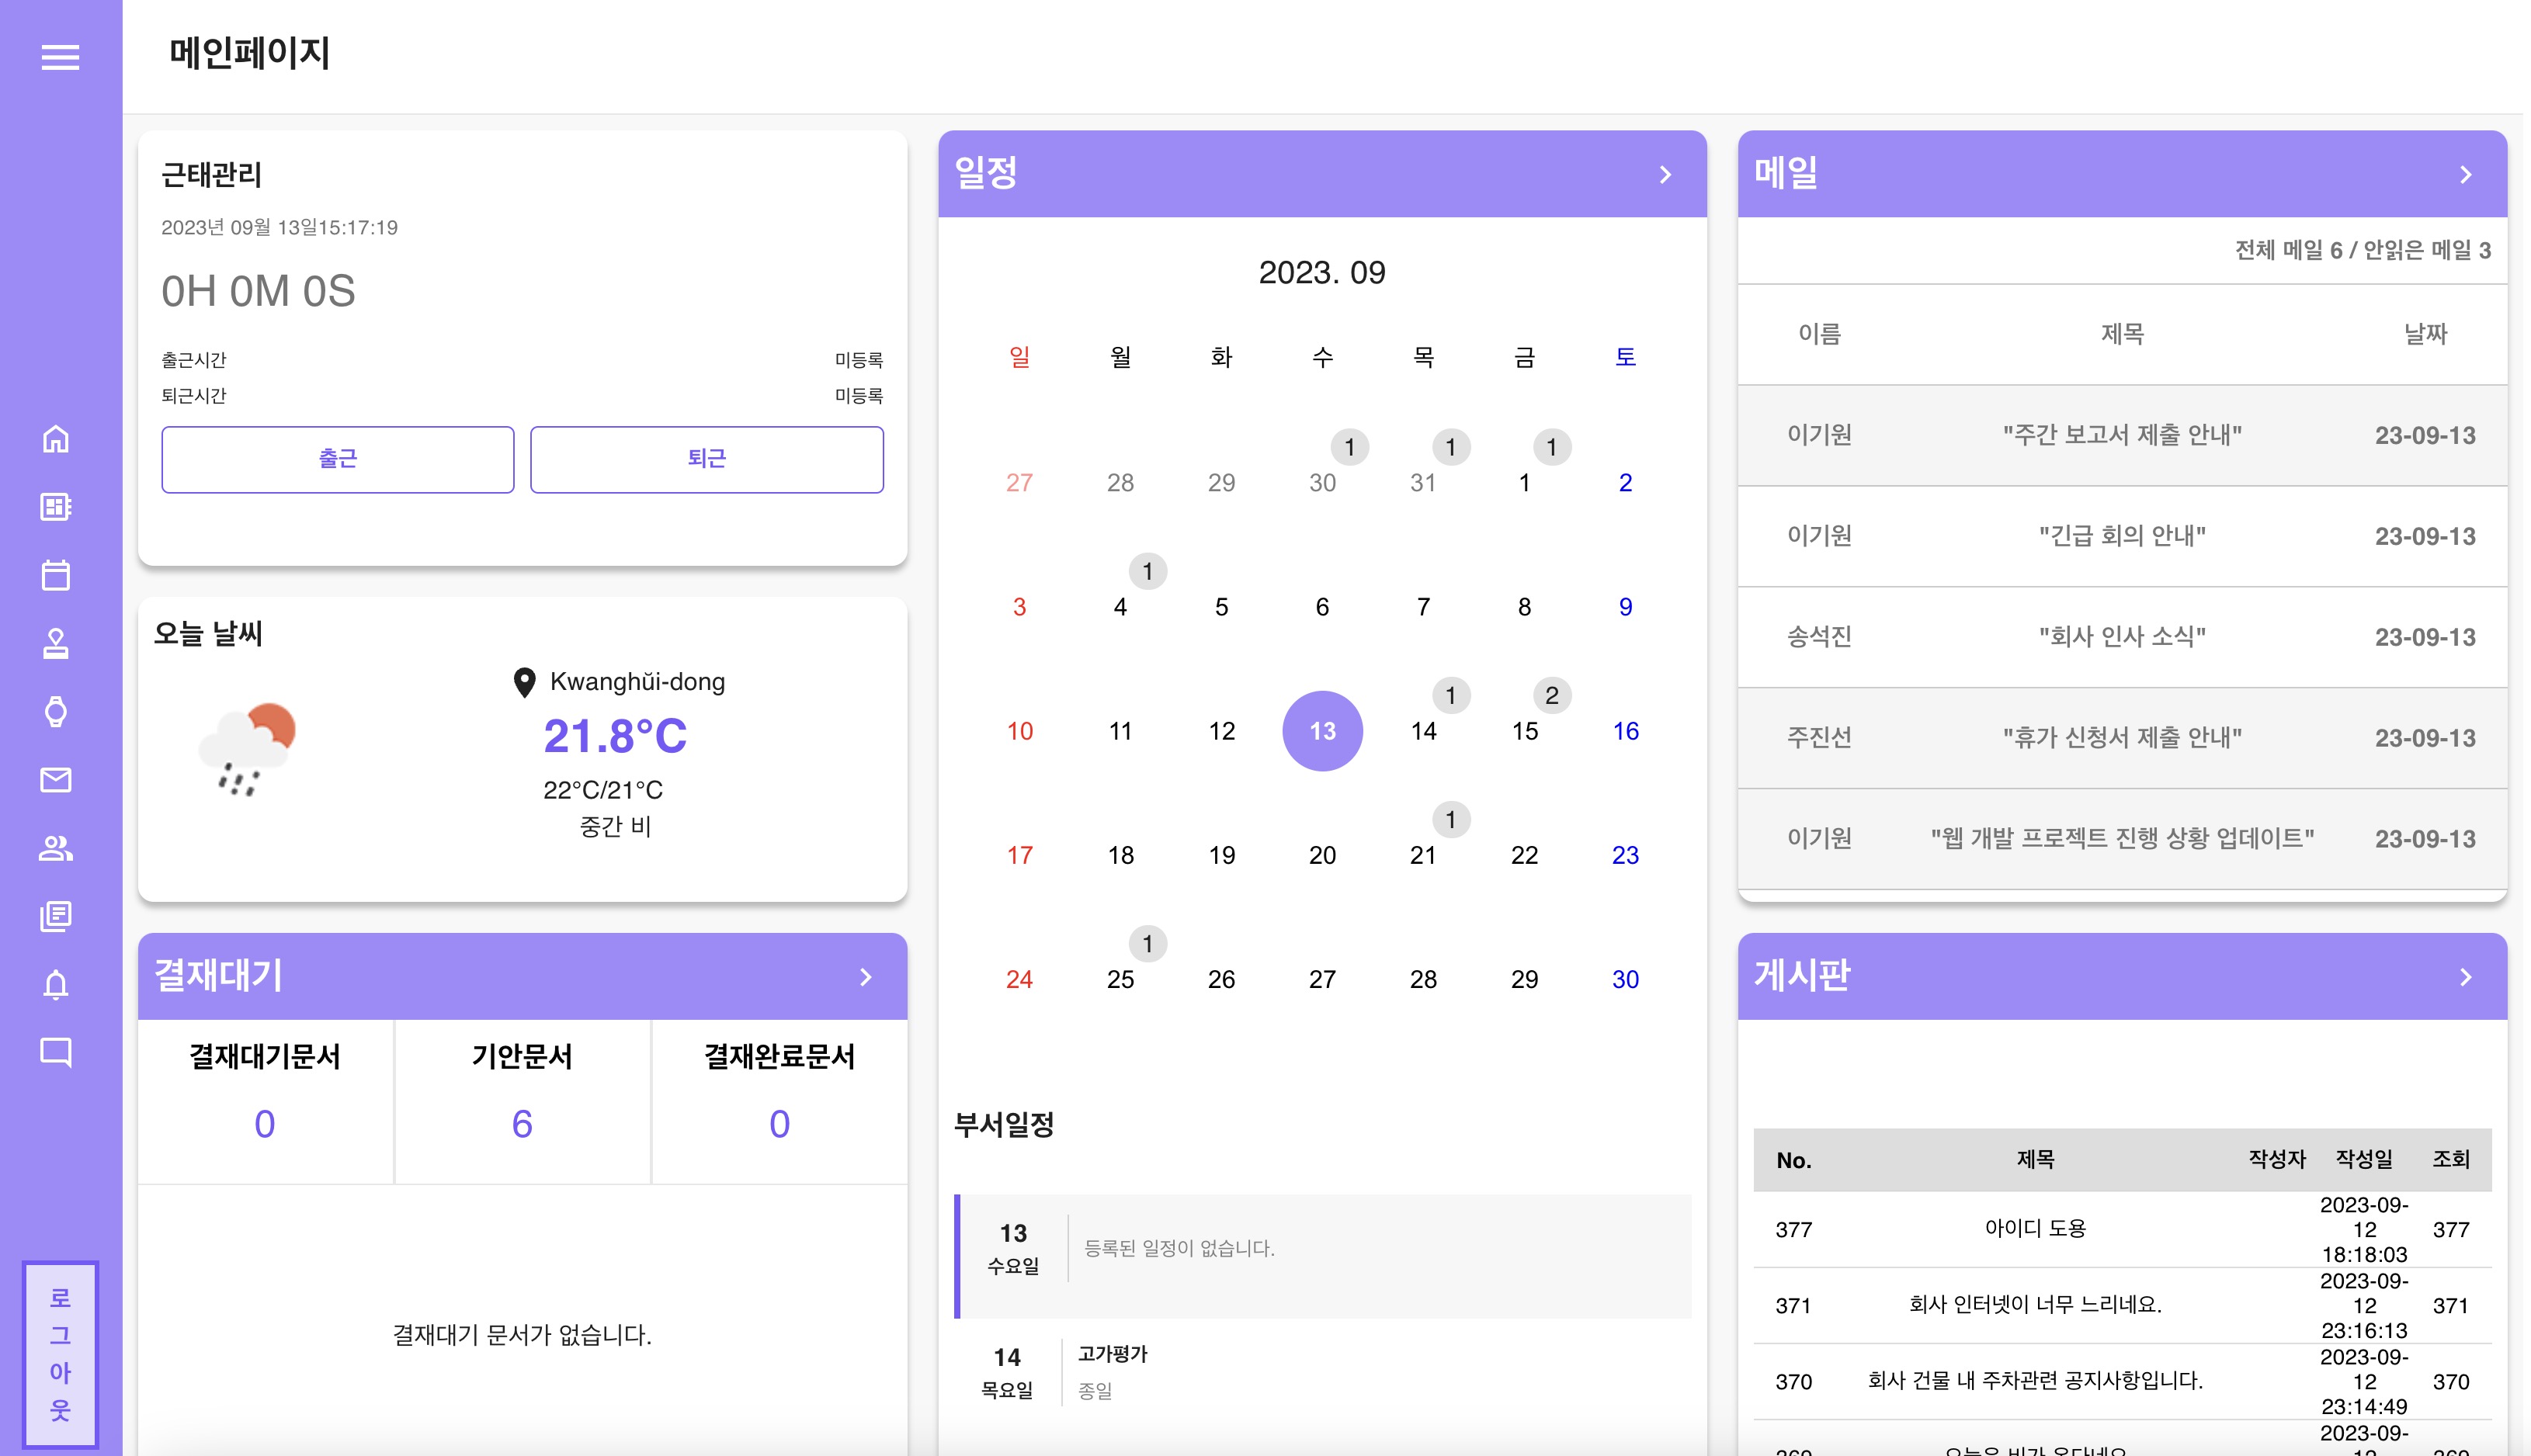 메인페이지
근태관리
2023년 09월 13일15:17:19
0H 0M 0S
출근시간 미등록
퇴근시간 미등록
출근 퇴근
오늘 날씨
Kwanghŭi-dong
21.8°C
22°C/21°C
중간 비
결재대기
결재대기문서 기안문서 결재완료문서
0 6 0
결재대기 문서가 없습니다.
로
그
아
웃
일정
2023. 09
일 월 화 수 목 금 토
1 1 1
27 28 29 30 31 1 2
1
3 4 5 6 7 8 9
1 2
10 11 12 13 14 15 16
1
17 18 19 20 21 22 23
1
24 25 26 27 28 29 30
부서일정
13
수요일
등록된 일정이 없습니다.
14
목요일
고가평가
종일
메일
전체 메일 6 / 안읽은 메일 3
이름 제목 날짜
이기원 "주간 보고서 제출 안내" 23-09-13
이기원 "긴급 회의 안내" 23-09-13
송석진 "회사 인사 소식" 23-09-13
주진선 "휴가 신청서 제출 안내" 23-09-13
이기원 "웹 개발 프로젝트 진행 상황 업데이트" 23-09-13
게시판
No. 제목 작성자 작성일 조회
377 아이디 도용 2023-09-
12
18:18:03 377
371 회사 인터넷이 너무 느리네요. 2023-09-
12
23:16:13 371
370 회사 건물 내 주차관련 공지사항입니다. 2023-09-
12
23:14:49 370
2023-09-